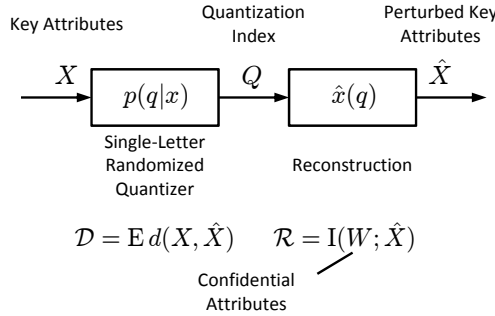 Key Attributes
Quantization
Index
Perturbed Key
Attributes
X
p(q|x)
Q
x̂(q)
X̂
Single-Letter
Randomized
Quantizer
Reconstruction
𝒟 = E d(X, X̂)
ℛ = I(W; X̂)
Confidential
Attributes